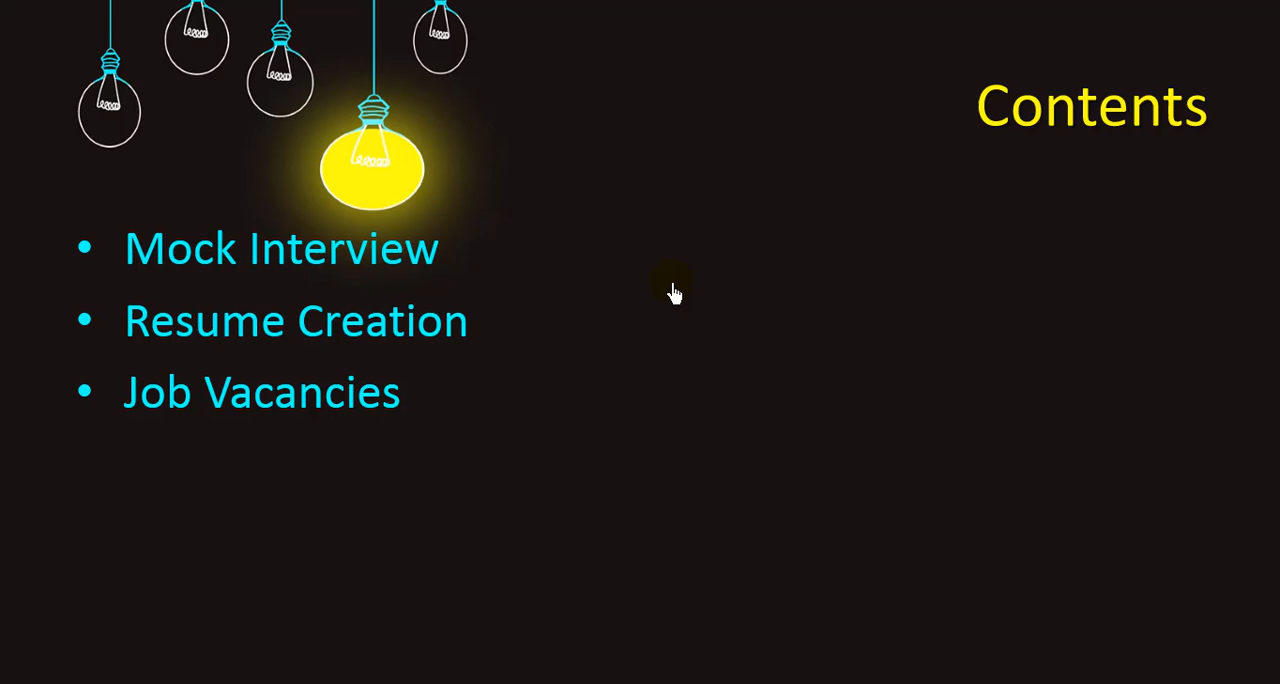 Contents
• Mock Interview
• Resume Creation
• Job Vacancies